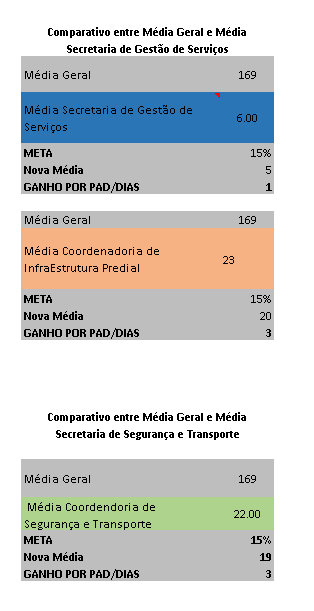 Comparativo entre Média Geral e Média
Secretaria de Gestão de Serviços
Média Geral 169
Média Secretaria de Gestão de
Serviços 6.00
META 15%
Nova Média 5
GANHO POR PAD/DIAS 1
Média Geral 169
Média Coordenadoria de
InfraEstrutura Predial 23
META 15%
Nova Média 20
GANHO POR PAD/DIAS 3
Comparativo entre Média Geral e Média
Secretaria de Segurança e Transporte
Média Geral 169
Média Coordendoria de
Segurança e Transporte 22.00
META 15%
Nova Média 19
GANHO POR PAD/DIAS 3